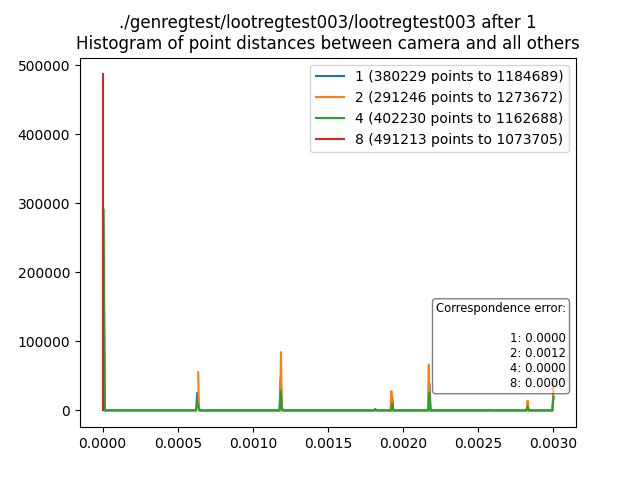 ./genregtest/lootregtest003/lootregtest003 after 1
Histogram of point distances between camera and all others
500000
400000
300000
200000
100000
0
1 (380229 points to 1184689)
2 (291246 points to 1273672)
4 (402230 points to 1162688)
8 (491213 points to 1073705)
Correspondence error:
1: 0.0000
2: 0.0012
4: 0.0000
8: 0.0000
0.0000 0.0005 0.0010 0.0015 0.0020 0.0025 0.0030